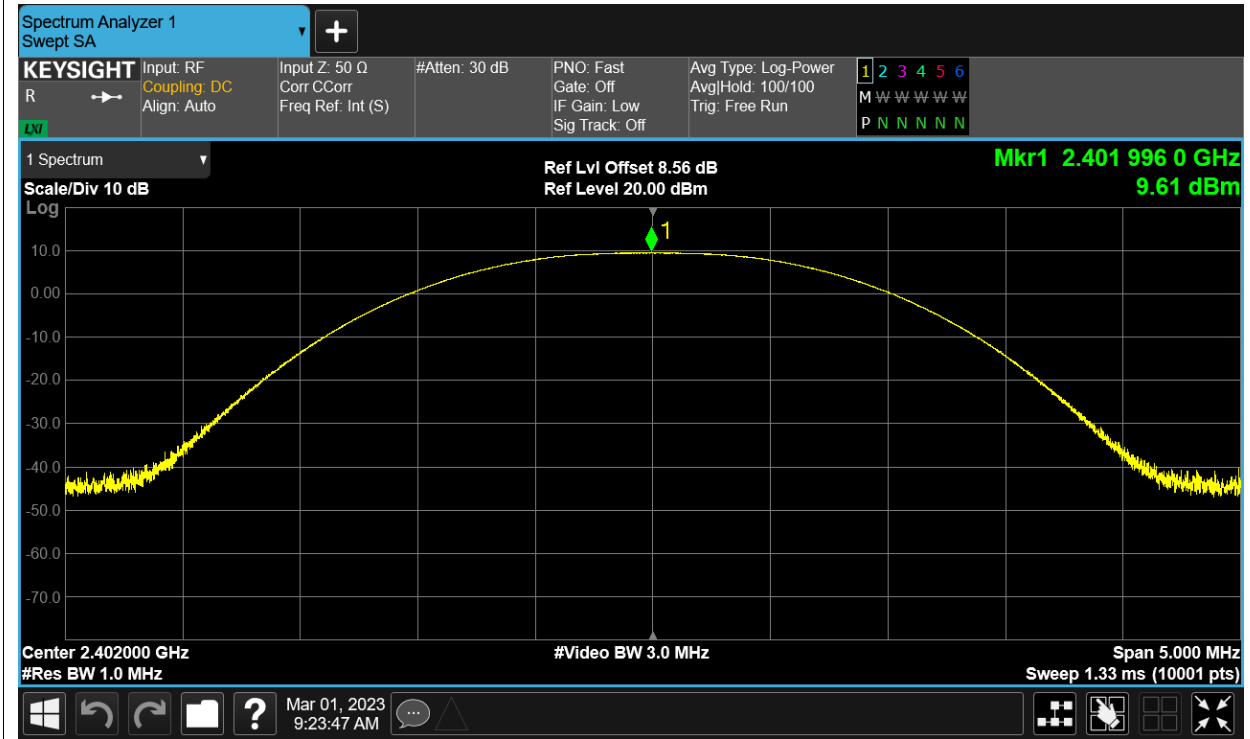 Spectrum Analyzer 1
Swept SA
KEYSIGHT
R
LXI
Input: RF
Coupling: DC
Align: Auto
Input Z: 50 Ω
Corr CCorr
Freq Ref: Int (S)
#Atten: 30 dB
PNO: Fast
Gate: Off
IF Gain: Low
Sig Track: Off
Avg Type: Log-Power
Avg|Hold: 100/100
Trig: Free Run
1 2 3 4 5 6
M W W W W W
P N N N N N
1 Spectrum
Scale/Div 10 dB
Log
Ref Lvl Offset 8.56 dB
Ref Level 20.00 dBm
Mkr1 2.401 996 0 GHz
9.61 dBm
1
10.0
0.00
-10.0
-20.0
-30.0
-40.0
-50.0
-60.0
-70.0
Center 2.402000 GHz
#Res BW 1.0 MHz
#Video BW 3.0 MHz
Span 5.000 MHz
Sweep 1.33 ms (10001 pts)
?
Mar 01, 2023
9:23:47 AM